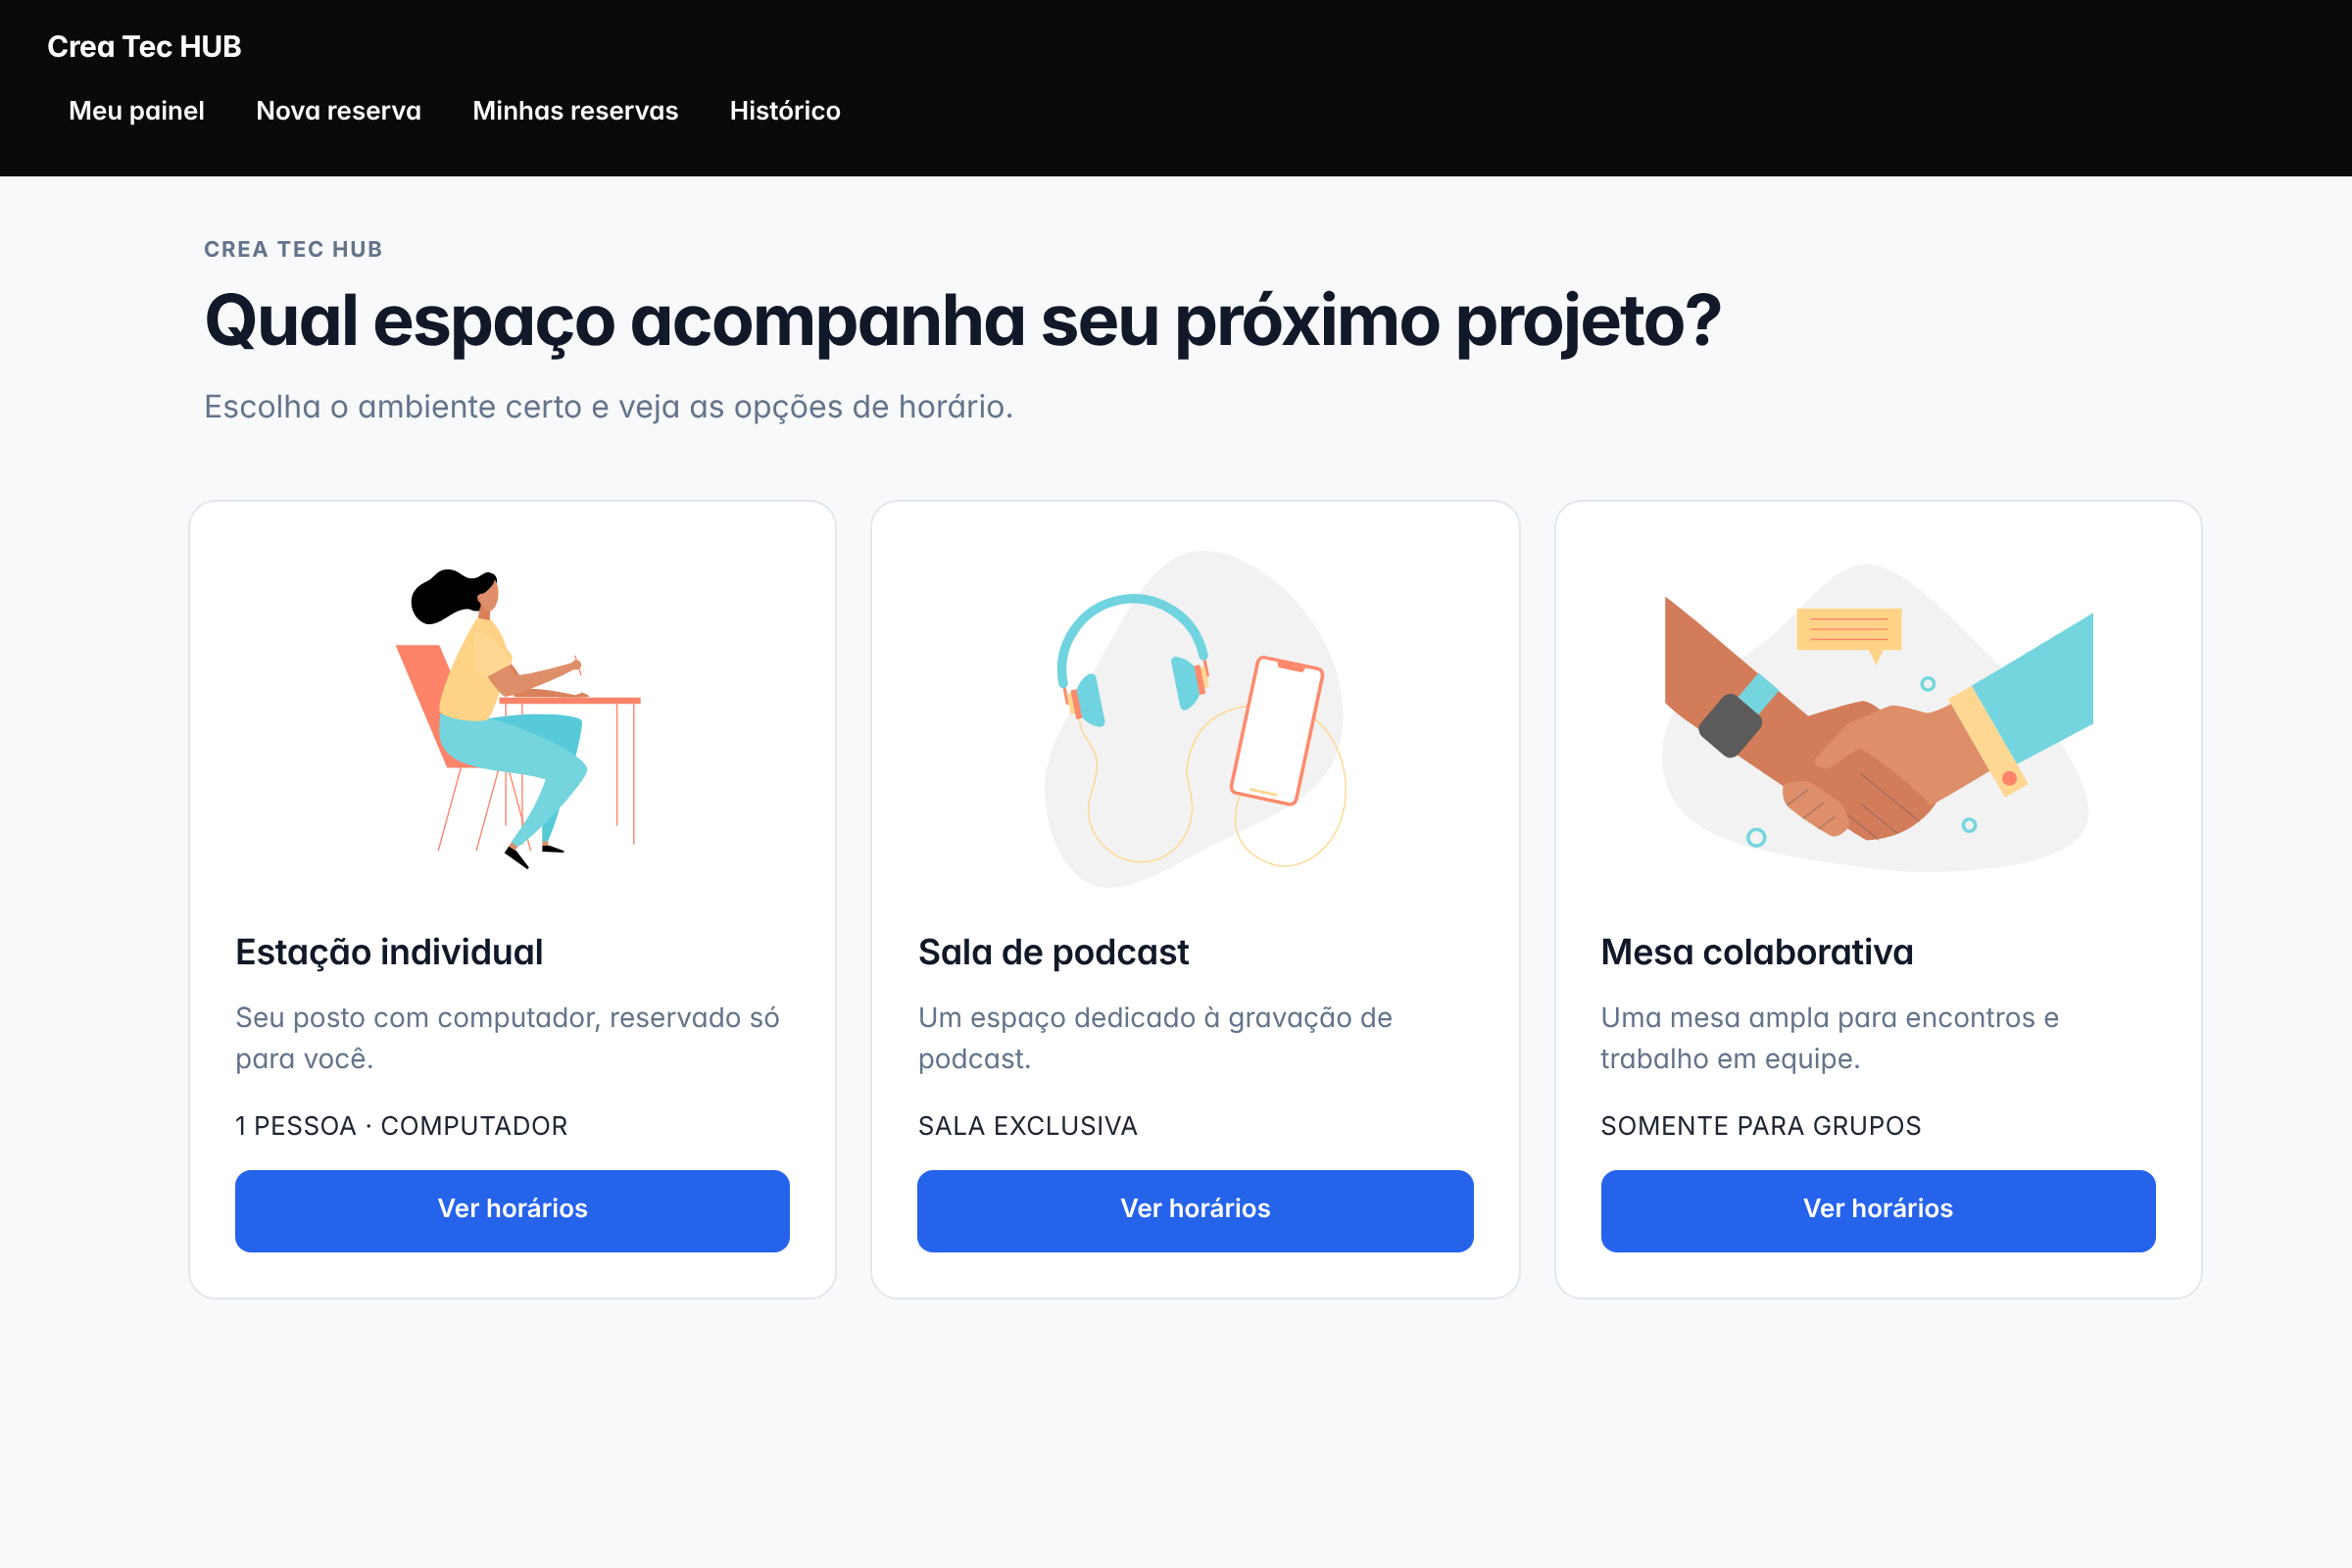 Crea Tec HUB
Meu painel Nova reserva Minhas reservas Histórico
CREA TEC HUB
Qual espaço acompanha seu próximo projeto?
Escolha o ambiente certo e veja as opções de horário.
Estação individual
Seu posto com computador, reservado só
para você.
1 PESSOA · COMPUTADOR
Ver horários
Sala de podcast
Um espaço dedicado à gravação de
podcast.
SALA EXCLUSIVA
Ver horários
Mesa colaborativa
Uma mesa ampla para encontros e
trabalho em equipe.
SOMENTE PARA GRUPOS
Ver horários